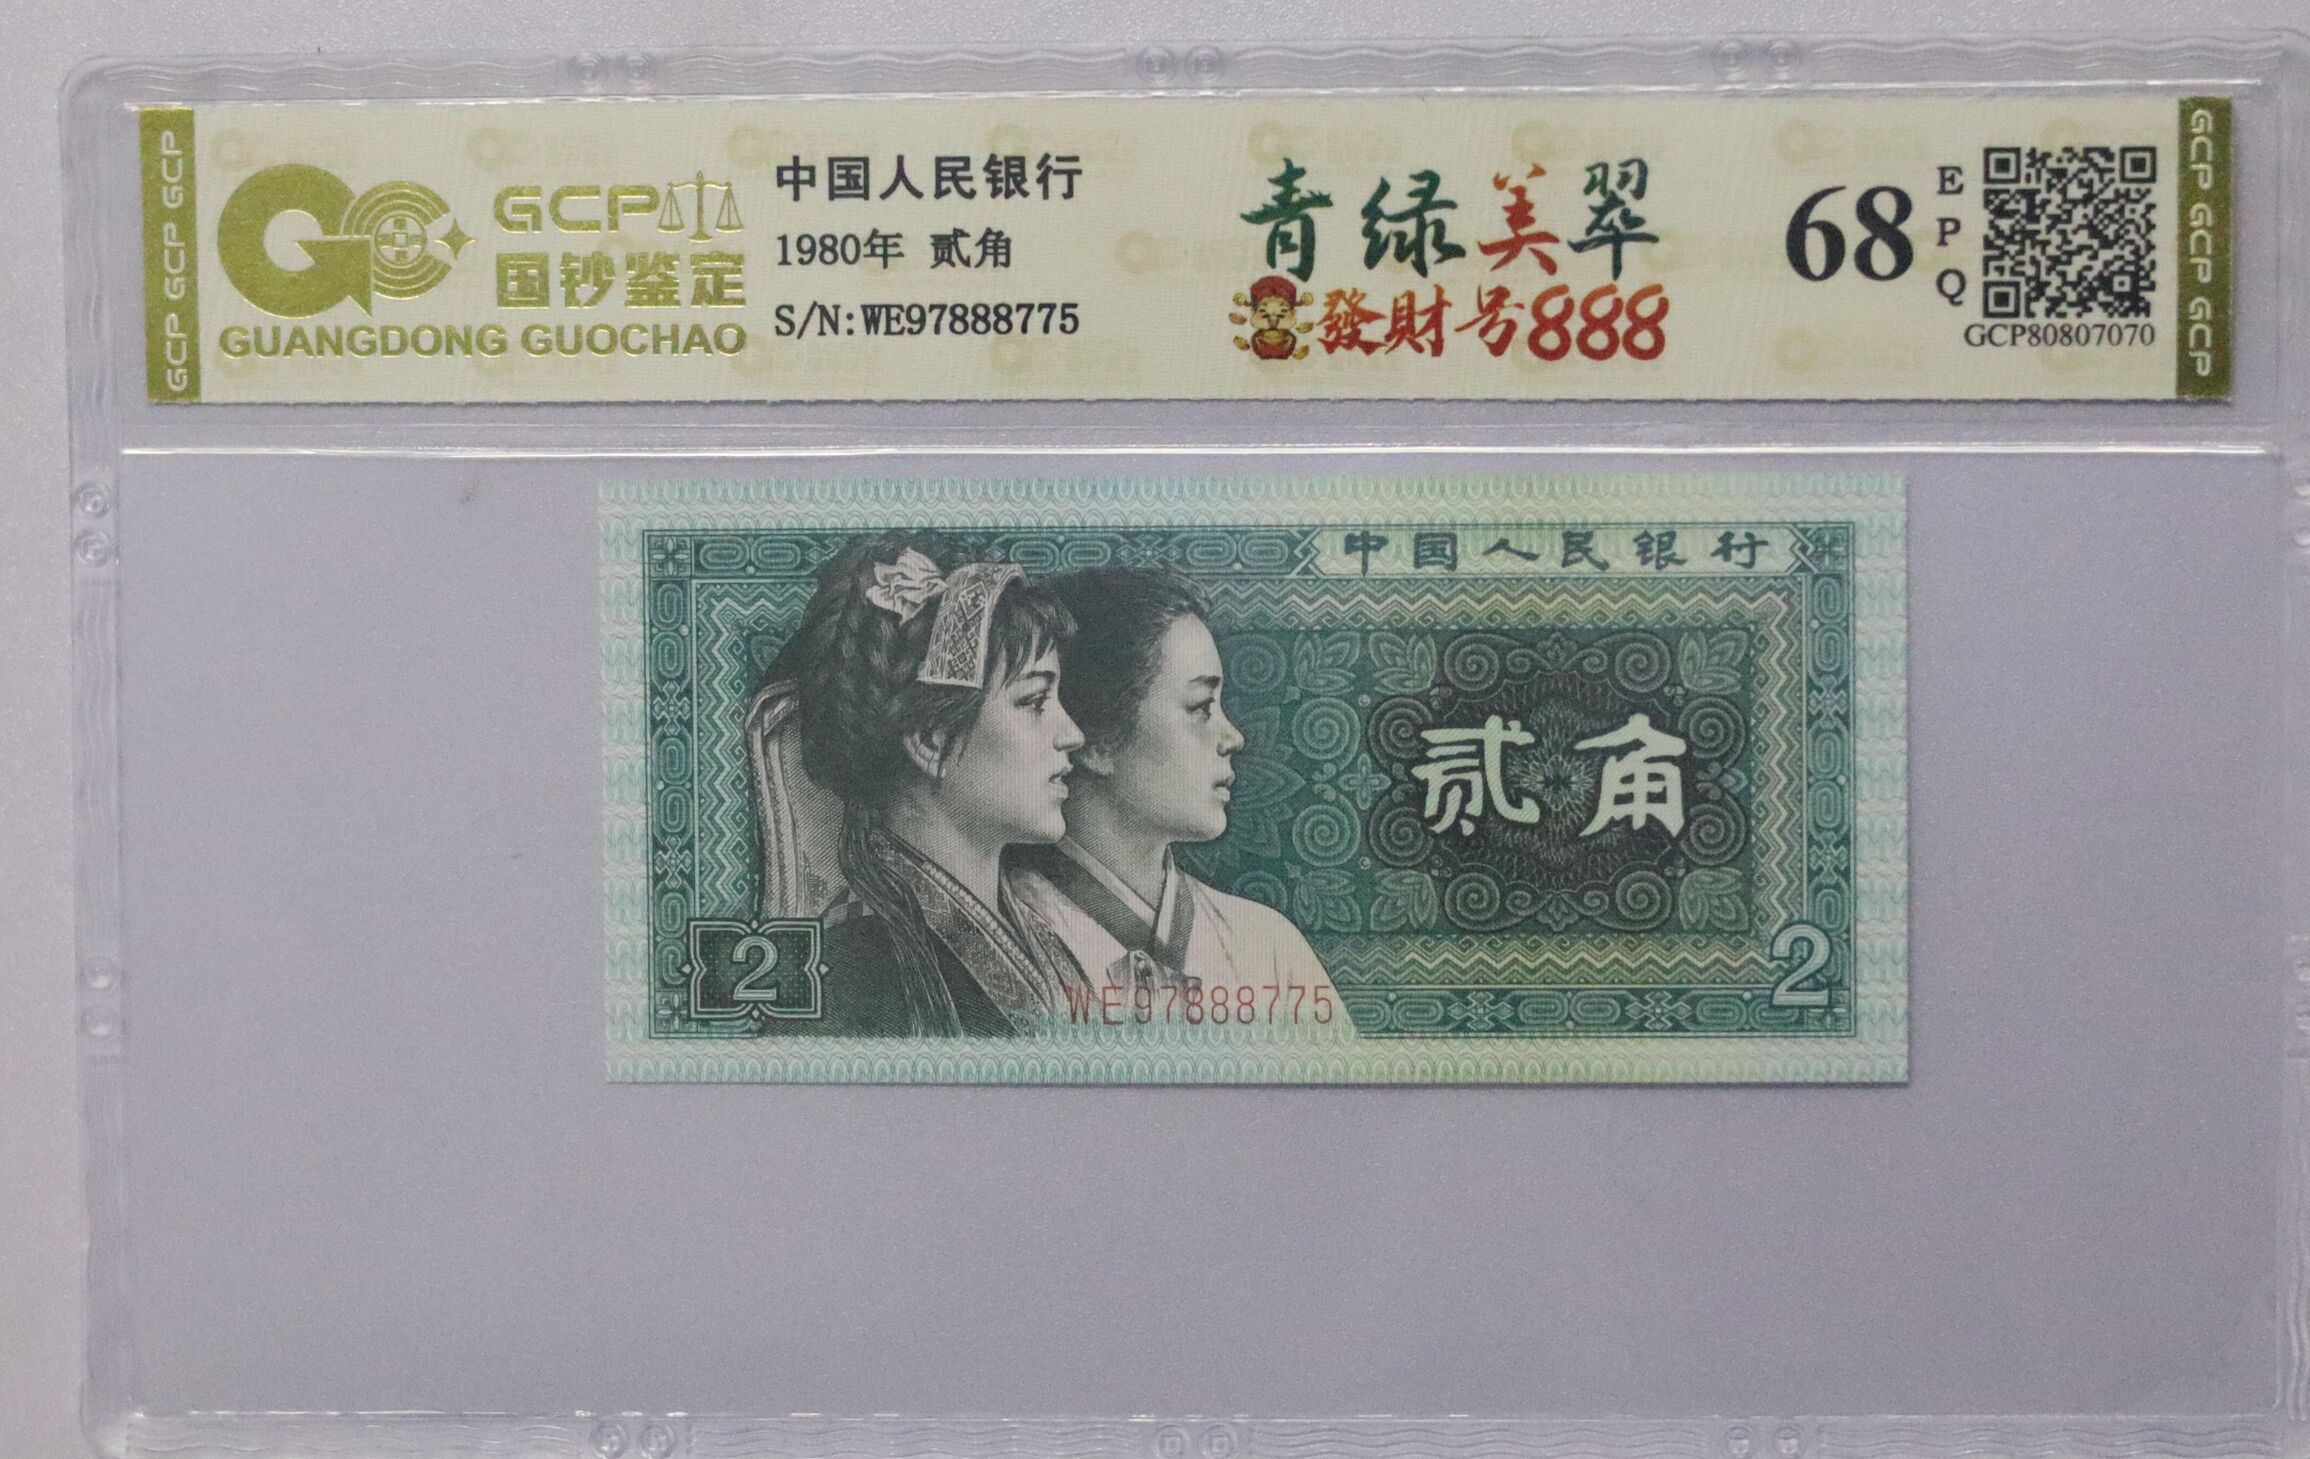 GCP GCP GCP
GCP
国钞鉴定
GUANGDONG GUOCHAO
中国人民银行
1980年 贰角
S/N:WE97888775
青绿美翠
發財号888
68
EPQ
GCP80807070
GCP GCP GCP GCP
中国人民银行
贰角
2
2
WE97888775